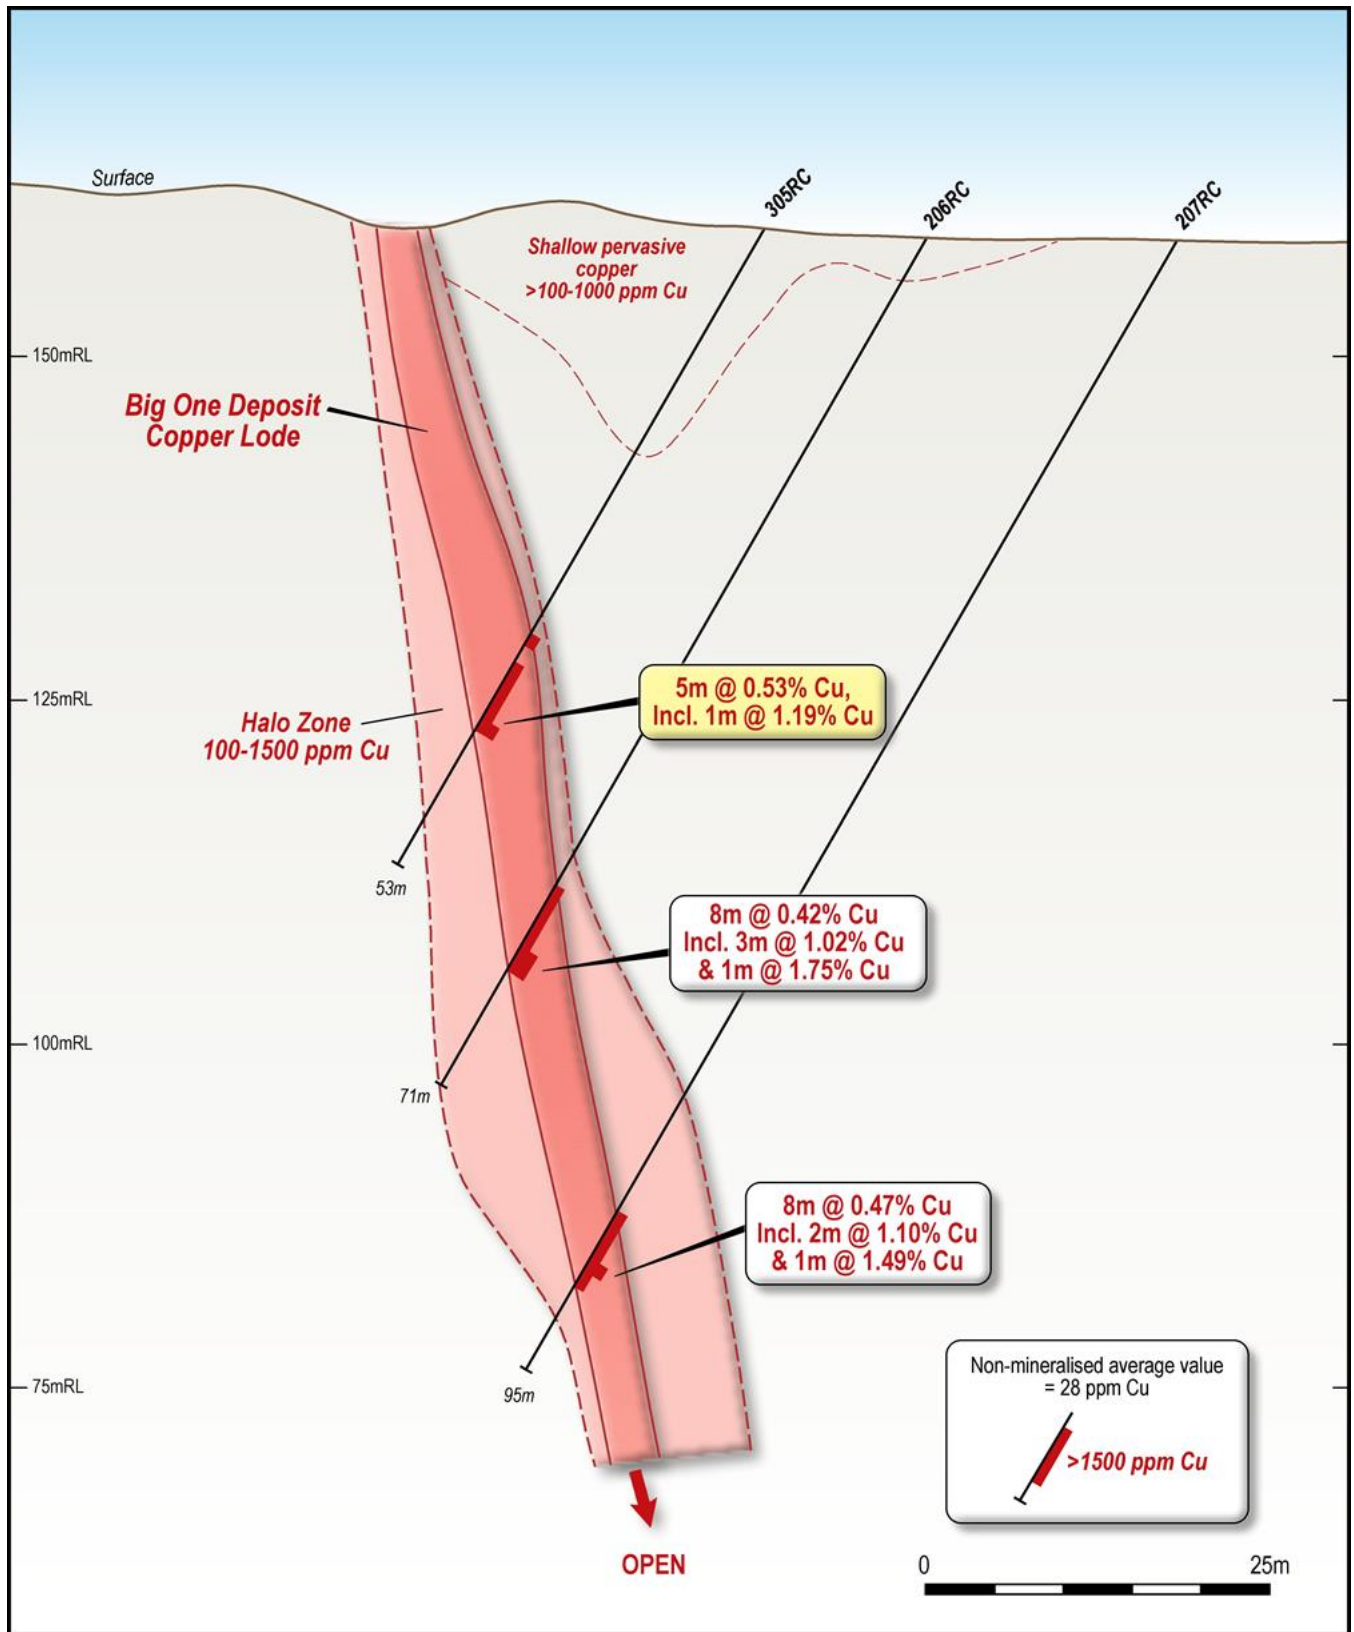 Surface
305RC
206RC
207RC
Shallow pervasive
copper
>100-1000 ppm Cu
150mRL
Big One Deposit
Copper Lode
125mRL
5m @ 0.53% Cu,
Incl. 1m @ 1.19% Cu
Halo Zone
100-1500 ppm Cu
53m
8m @ 0.42% Cu
Incl. 3m @ 1.02% Cu
& 1m @ 1.75% Cu
100mRL
71m
8m @ 0.47% Cu
Incl. 2m @ 1.10% Cu
& 1m @ 1.49% Cu
75mRL
95m
Non-mineralised average value
= 28 ppm Cu
>1500 ppm Cu
OPEN
0 25m